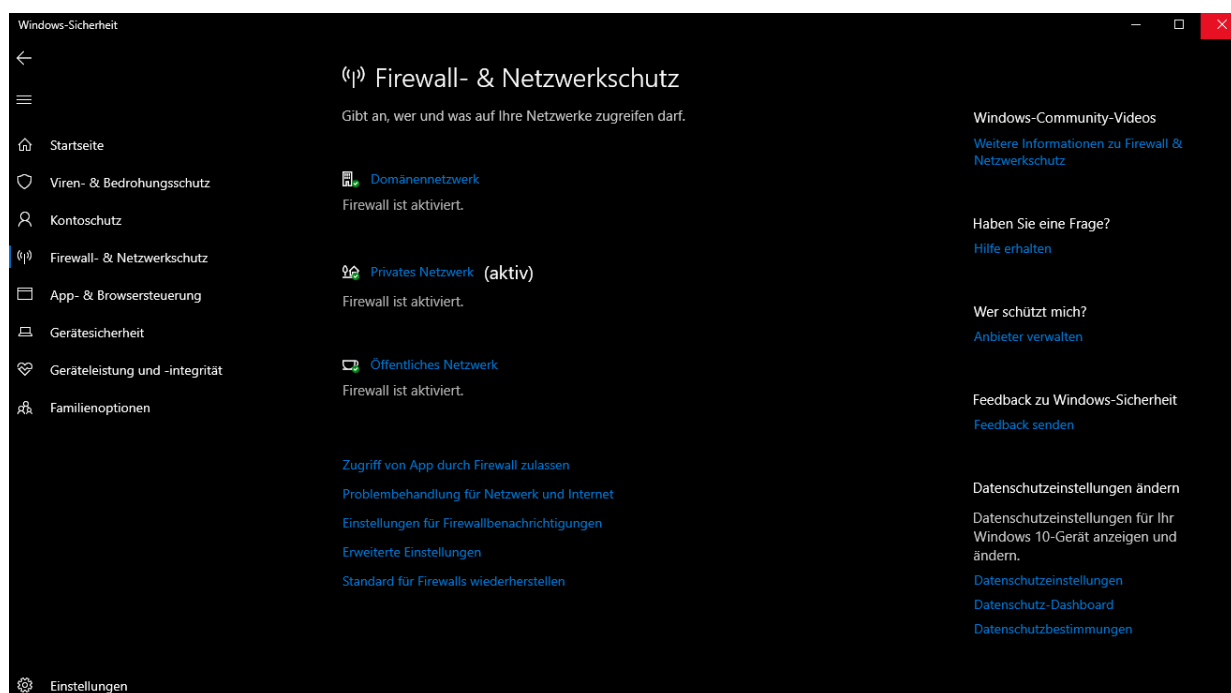 Windows-Sicherheit
Startseite
Viren- & Bedrohungsschutz
Kontoschutz
Firewall- & Netzwerkschutz
App- & Browsersteuerung
Gerätesicherheit
Geräteleistung und -integrität
Familienoptionen
Einstellungen
Firewall- & Netzwerkschutz
Gibt an, wer und was auf Ihre Netzwerke zugreifen darf.
Domänennetzwerk
Firewall ist aktiviert.
Privates Netzwerk (aktiv)
Firewall ist aktiviert.
Öffentliches Netzwerk
Firewall ist aktiviert.
Zugriff von App durch Firewall zulassen
Problembehandlung für Netzwerk und Internet
Einstellungen für Firewallbenachrichtigungen
Erweiterte Einstellungen
Standard für Firewalls wiederherstellen
Windows-Community-Videos
Weitere Informationen zu Firewall &
Netzwerkschutz
Haben Sie eine Frage?
Hilfe erhalten
Wer schützt mich?
Anbieter verwalten
Feedback zu Windows-Sicherheit
Feedback senden
Datenschutzeinstellungen ändern
Datenschutzeinstellungen für Ihr
Windows 10-Gerät anzeigen und
ändern.
Datenschutzeinstellungen
Datenschutz-Dashboard
Datenschutzbestimmungen